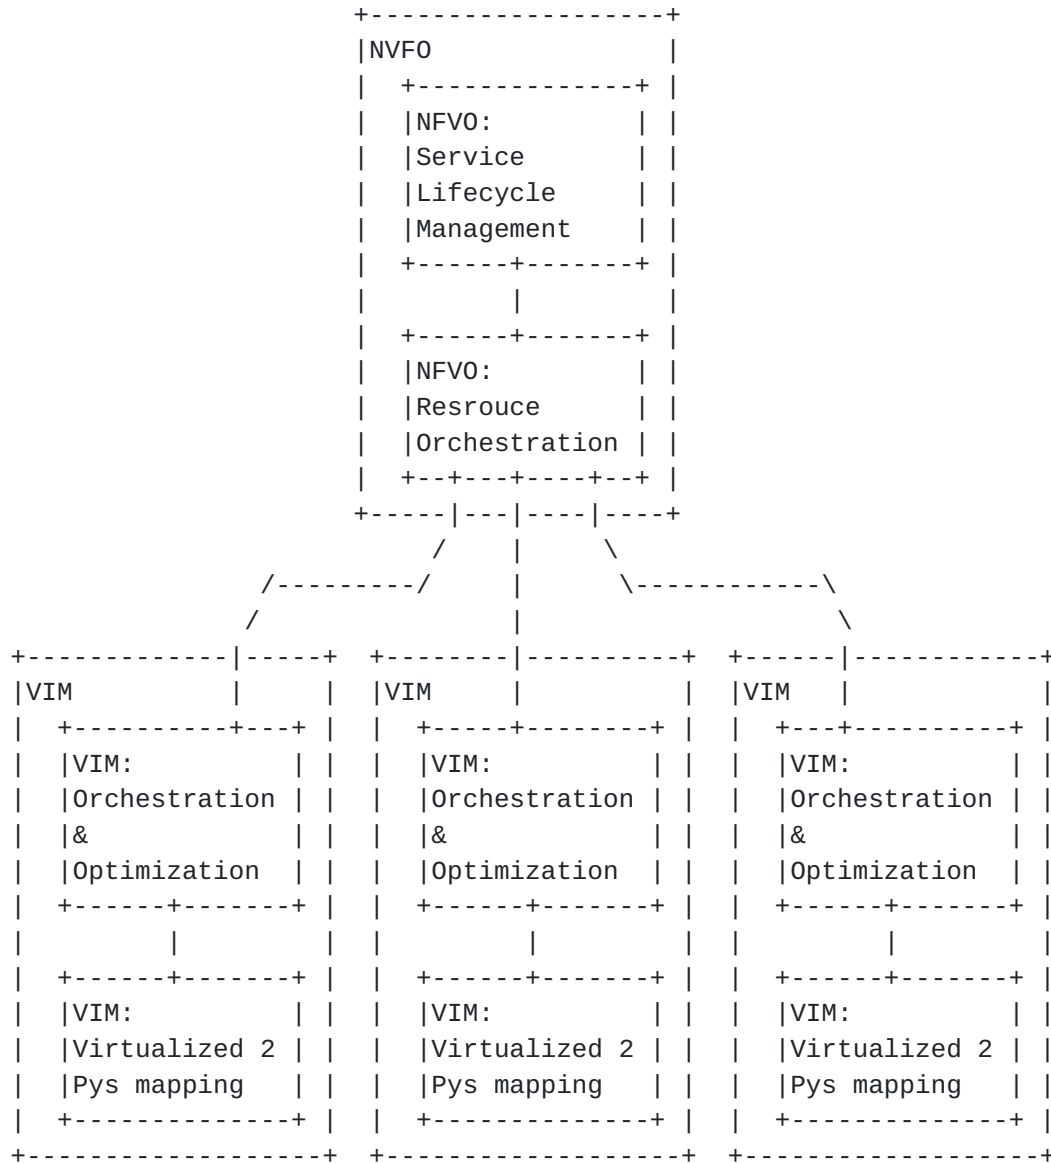 NVFO
NFVO:
Service
Lifecycle
Management
NFVO:
Resrouce
Orchestration
VIM
VIM:
Orchestration
&
Optimization
VIM:
Virtualized 2
Pys mapping
VIM
VIM:
Orchestration
&
Optimization
VIM:
Virtualized 2
Pys mapping
VIM
VIM:
Orchestration
&
Optimization
VIM:
Virtualized 2
Pys mapping